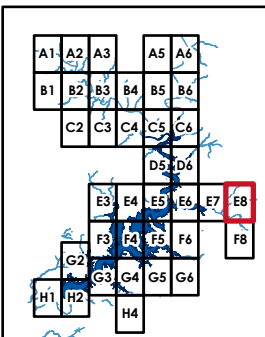 A1 A2 A3 A5 A6
B1 B2 B3 B4 B5 B6
C2 C3 C4 C5 C6
D5 D6
E3 E4 E5 E6 E7 E8
F3 F4 F5 F6 F8
G2
G3 G4 G5 G6
H1 H2
H4